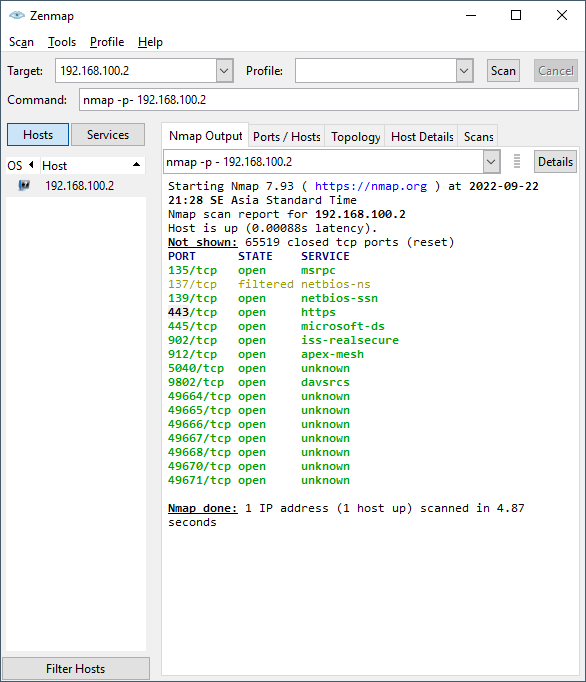 Zenmap
Scan Tools Profile Help
Target: 192.168.100.2 Profile: Scan Cancel
Command: nmap -p- 192.168.100.2
Hosts Services
Nmap Output Ports / Hosts Topology Host Details Scans
OS Host
nmap -p - 192.168.100.2 Details
192.168.100.2
Starting Nmap 7.93 ( https://nmap.org ) at 2022-09-22
21:28 SE Asia Standard Time
Nmap scan report for 192.168.100.2
Host is up (0.00088s latency).
Not shown: 65519 closed tcp ports (reset)
PORT STATE SERVICE
135/tcp open msrpc
137/tcp filtered netbios-ns
139/tcp open netbios-ssn
443/tcp open https
445/tcp open microsoft-ds
902/tcp open iss-realsecure
912/tcp open apex-mesh
5040/tcp open unknown
9802/tcp open davsrcs
49664/tcp open unknown
49665/tcp open unknown
49666/tcp open unknown
49667/tcp open unknown
49668/tcp open unknown
49670/tcp open unknown
49671/tcp open unknown
Nmap done: 1 IP address (1 host up) scanned in 4.87
seconds
Filter Hosts